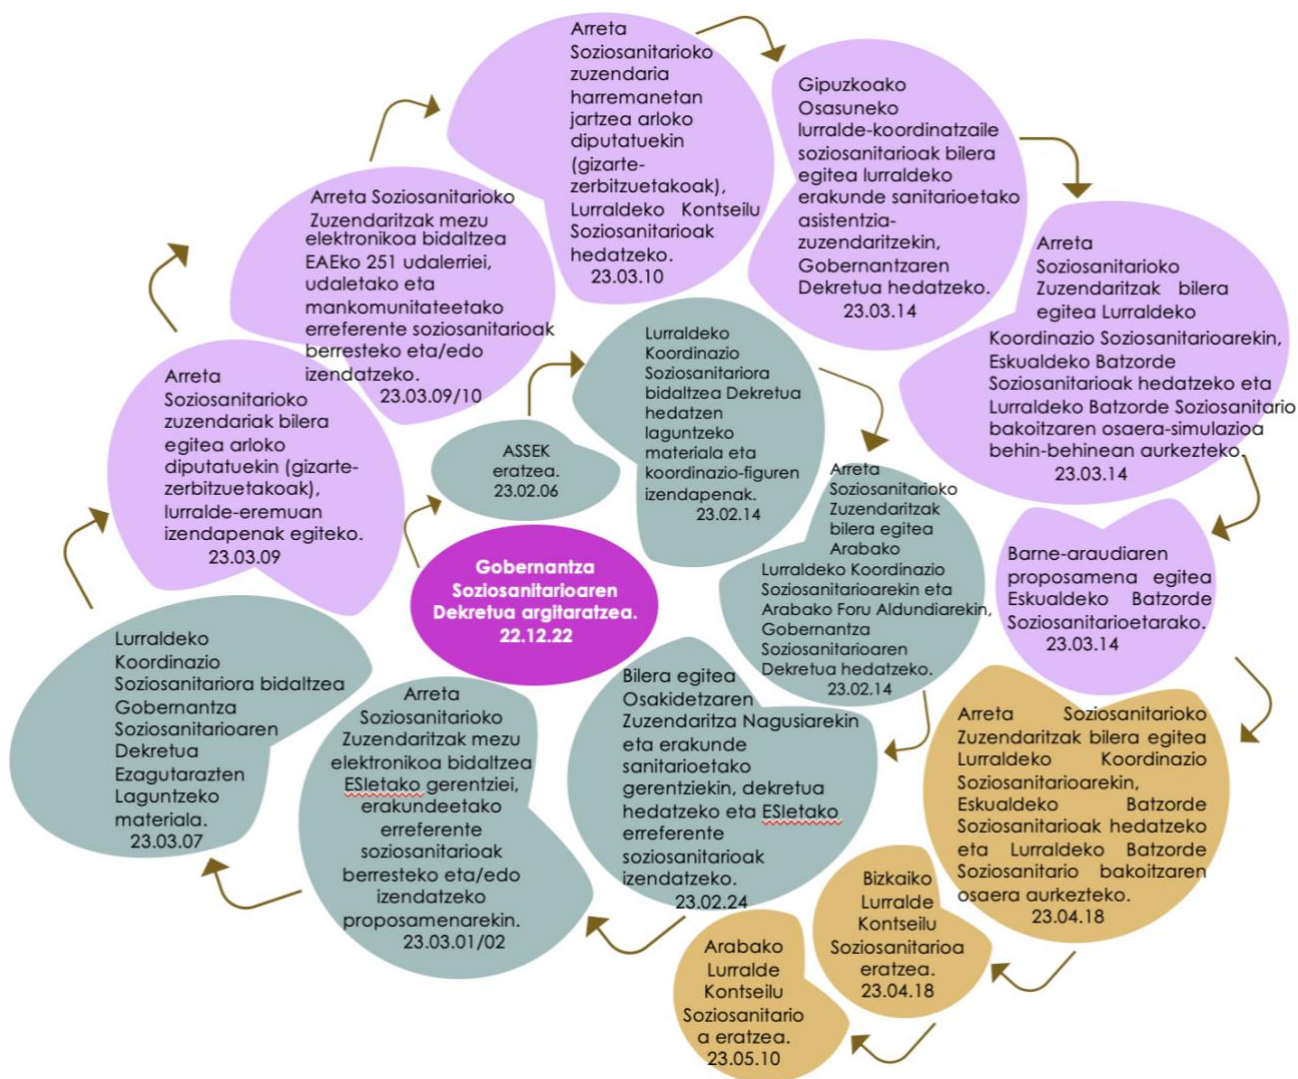 Gobernantza
Soziosanitarioaren
Dekretua argitaratzea.
22.12.22
ASSEK
eratzea.
23.02.06
Lurraldeko
Koordinazio
Soziosanitariora
bidaltzea Dekretua
hedatzen
laguntzeko
materiala eta
koordinazio-figuren
izendapenak.
23.02.14
Arreta
Soziosanitarioko
Zuzendaritzak
bilera egitea
Arabako
Lurraldeko Koordinazio
Soziosanitarioarekin eta
Arabako Foru Aldundiarekin,
Gobernantza
Soziosanitarioaren
Dekretua hedatzeko.
23.02.14
Bilera egitea
Osakidetzaren
Zuzendaritza Nagusiarekin
eta erakunde
sanitarioetako
gerentziekin, dekretua
hedatzeko eta ESIetako
erreferente
soziosanitarioak
izendatzeko.
23.02.24
Arreta
Soziosanitarioko
Zuzendaritzak mezu
elektronikoa bidaltzea
ESIetako gerentziei,
erakundeetako
erreferente
soziosanitarioak
berresteko eta/edo
izendatzeko
proposamenarekin.
23.03.01/02
Lurraldeko
Koordinazio
Soziosanitariora bidaltzea
Gobernantza
Soziosanitarioaren
Dekretua
Ezagutarazten
Laguntzeko
materiala.
23.03.07
Arreta
Soziosanitarioko
zuzendariak bilera
egitea arloko
diputatuekin (gizarte-
zerbitzuetakoak),
lurralde-eremuan
izendapenak egiteko.
23.03.09
Arreta Soziosanitarioko
Zuzendaritzak mezu
elektronikoa bidaltzea
EAEko 251 udalerriei,
udaletako eta
mankomunitateetako
erreferente soziosanitarioak
berresteko eta/edo
izendatzeko.
23.03.09/10
Arreta
Soziosanitarioko
zuzendaria
harremanetan
jartzea arloko
diputatuekin
(gizarte-
zerbitzuetakoak),
Lurraldeko Kontseilu
Soziosanitarioak
hedatzeko.
23.03.10
Gipuzkoako
Osasuneko
lurralde-koordinatzaile
soziosanitarioak bilera
egitea lurraldeko
erakunde sanitarioetako
asistentzia-
zuzendaritzekin,
Gobernantzaren
Dekretua hedatzeko.
23.03.14
Arreta
Soziosanitarioko
Zuzendaritzak bilera
egitea Lurraldeko
Koordinazio Soziosanitarioarekin,
Eskualdeko Batzorde
Soziosanitarioak hedatzeko eta
Lurraldeko Batzorde Soziosanitario
bakoitzaren osaera-simulazioa
behin-behinean aurkezteko.
23.03.14
Barne-araudiaren
proposamena egitea
Eskualdeko Batzorde
Soziosanitarioetarako.
23.03.14
Arreta Soziosanitarioko
Zuzendaritzak bilera egitea
Lurraldeko Koordinazio
Soziosanitarioarekin,
Eskualdeko Batzorde
Soziosanitarioak hedatzeko
eta Lurraldeko Batzorde
Soziosanitario bakoitzaren
osaera aurkezteko.
23.04.18
Bizkaiko
Lurralde
Kontseilu
Soziosanitarioa
eratzea.
23.04.18
Arabako
Lurralde
Kontseilu
Soziosanitario
a eratzea.
23.05.10